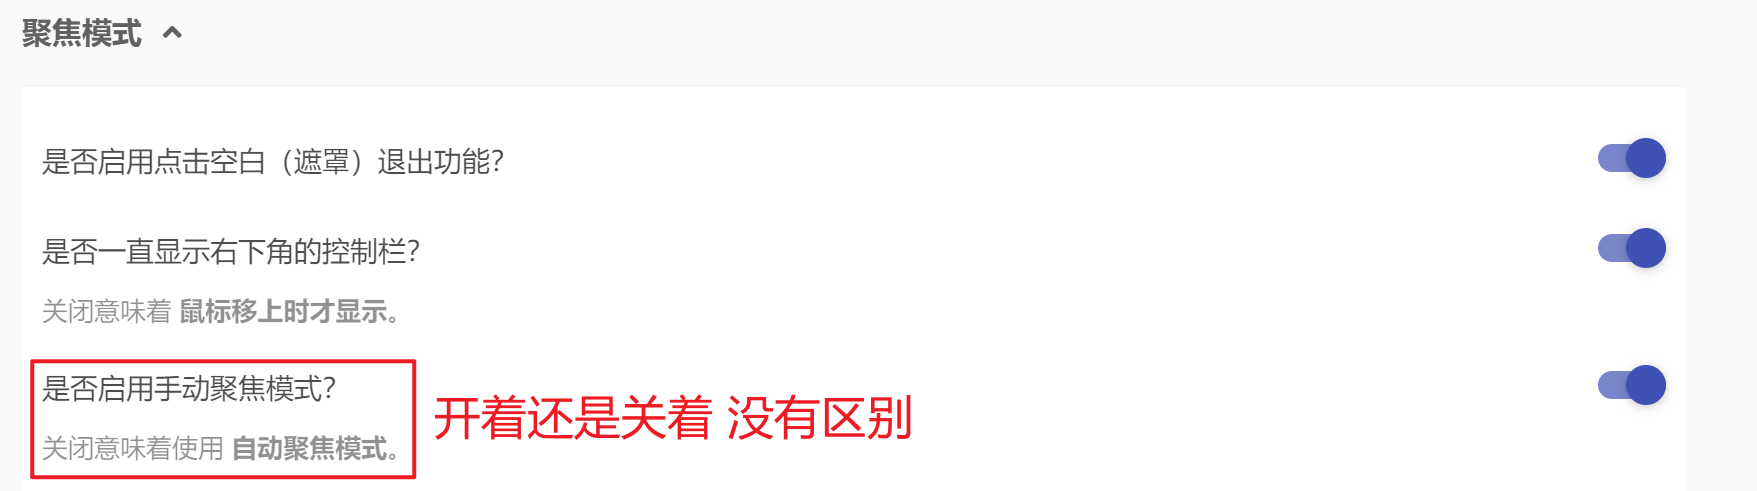 聚焦模式
是否启用点击空白（遮罩）退出功能？
是否一直显示右下角的控制栏？
关闭意味着 鼠标移上时才显示。
是否启用手动聚焦模式？
关闭意味着使用 自动聚焦模式。
开着还是关着 没有区别